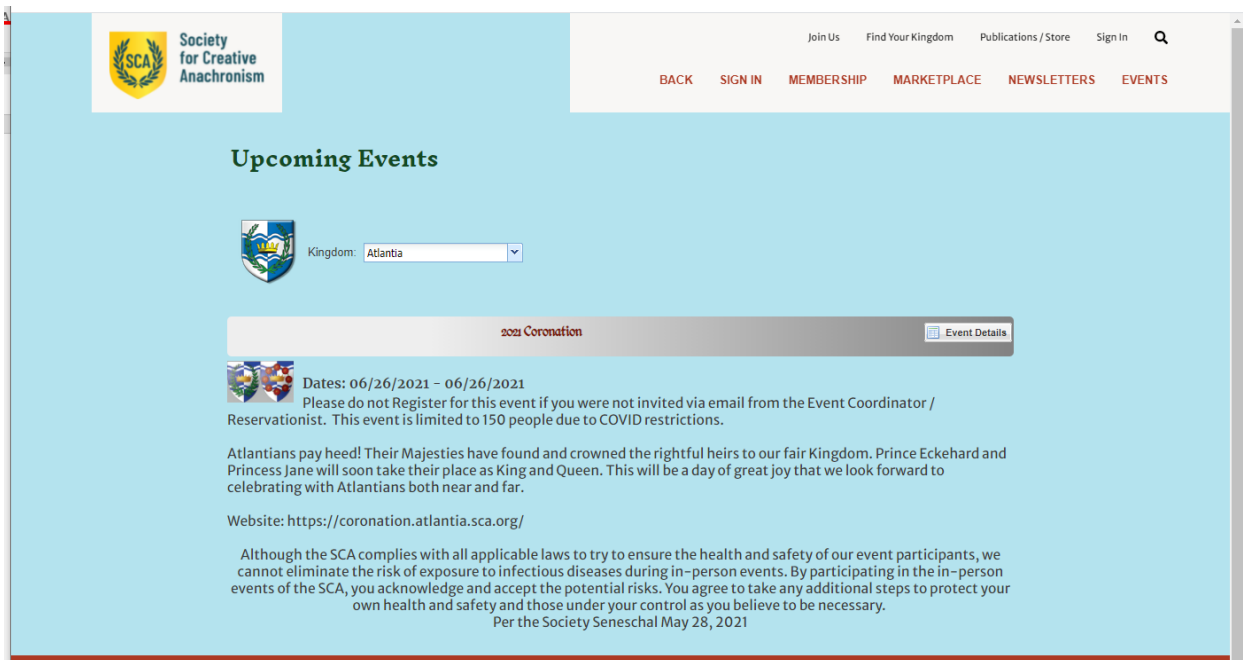 Society
for Creative
Anachronism
SCA
Join Us Find Your Kingdom Publications / Store Sign In
BACK SIGN IN MEMBERSHIP MARKETPLACE NEWSLETTERS EVENTS
Upcoming Events
Kingdom: Atlantia
2021 Coronation
Event Details
Dates: 06/26/2021 - 06/26/2021
Please do not Register for this event if you were not invited via email from the Event Coordinator /
Reservationist. This event is limited to 150 people due to COVID restrictions.
Atlantians pay heed! Their Majesties have found and crowned the rightful heirs to our fair Kingdom. Prince Eckehard and
Princess Jane will soon take their place as King and Queen. This will be a day of great joy that we look forward to
celebrating with Atlantians both near and far.
Website: https://coronation.atlantia.sca.org/
Although the SCA complies with all applicable laws to try to ensure the health and safety of our event participants, we
cannot eliminate the risk of exposure to infectious diseases during in-person events. By participating in the in-person
events of the SCA, you acknowledge and accept the potential risks. You agree to take any additional steps to protect your
own health and safety and those under your control as you believe to be necessary.
Per the Society Seneschal May 28, 2021